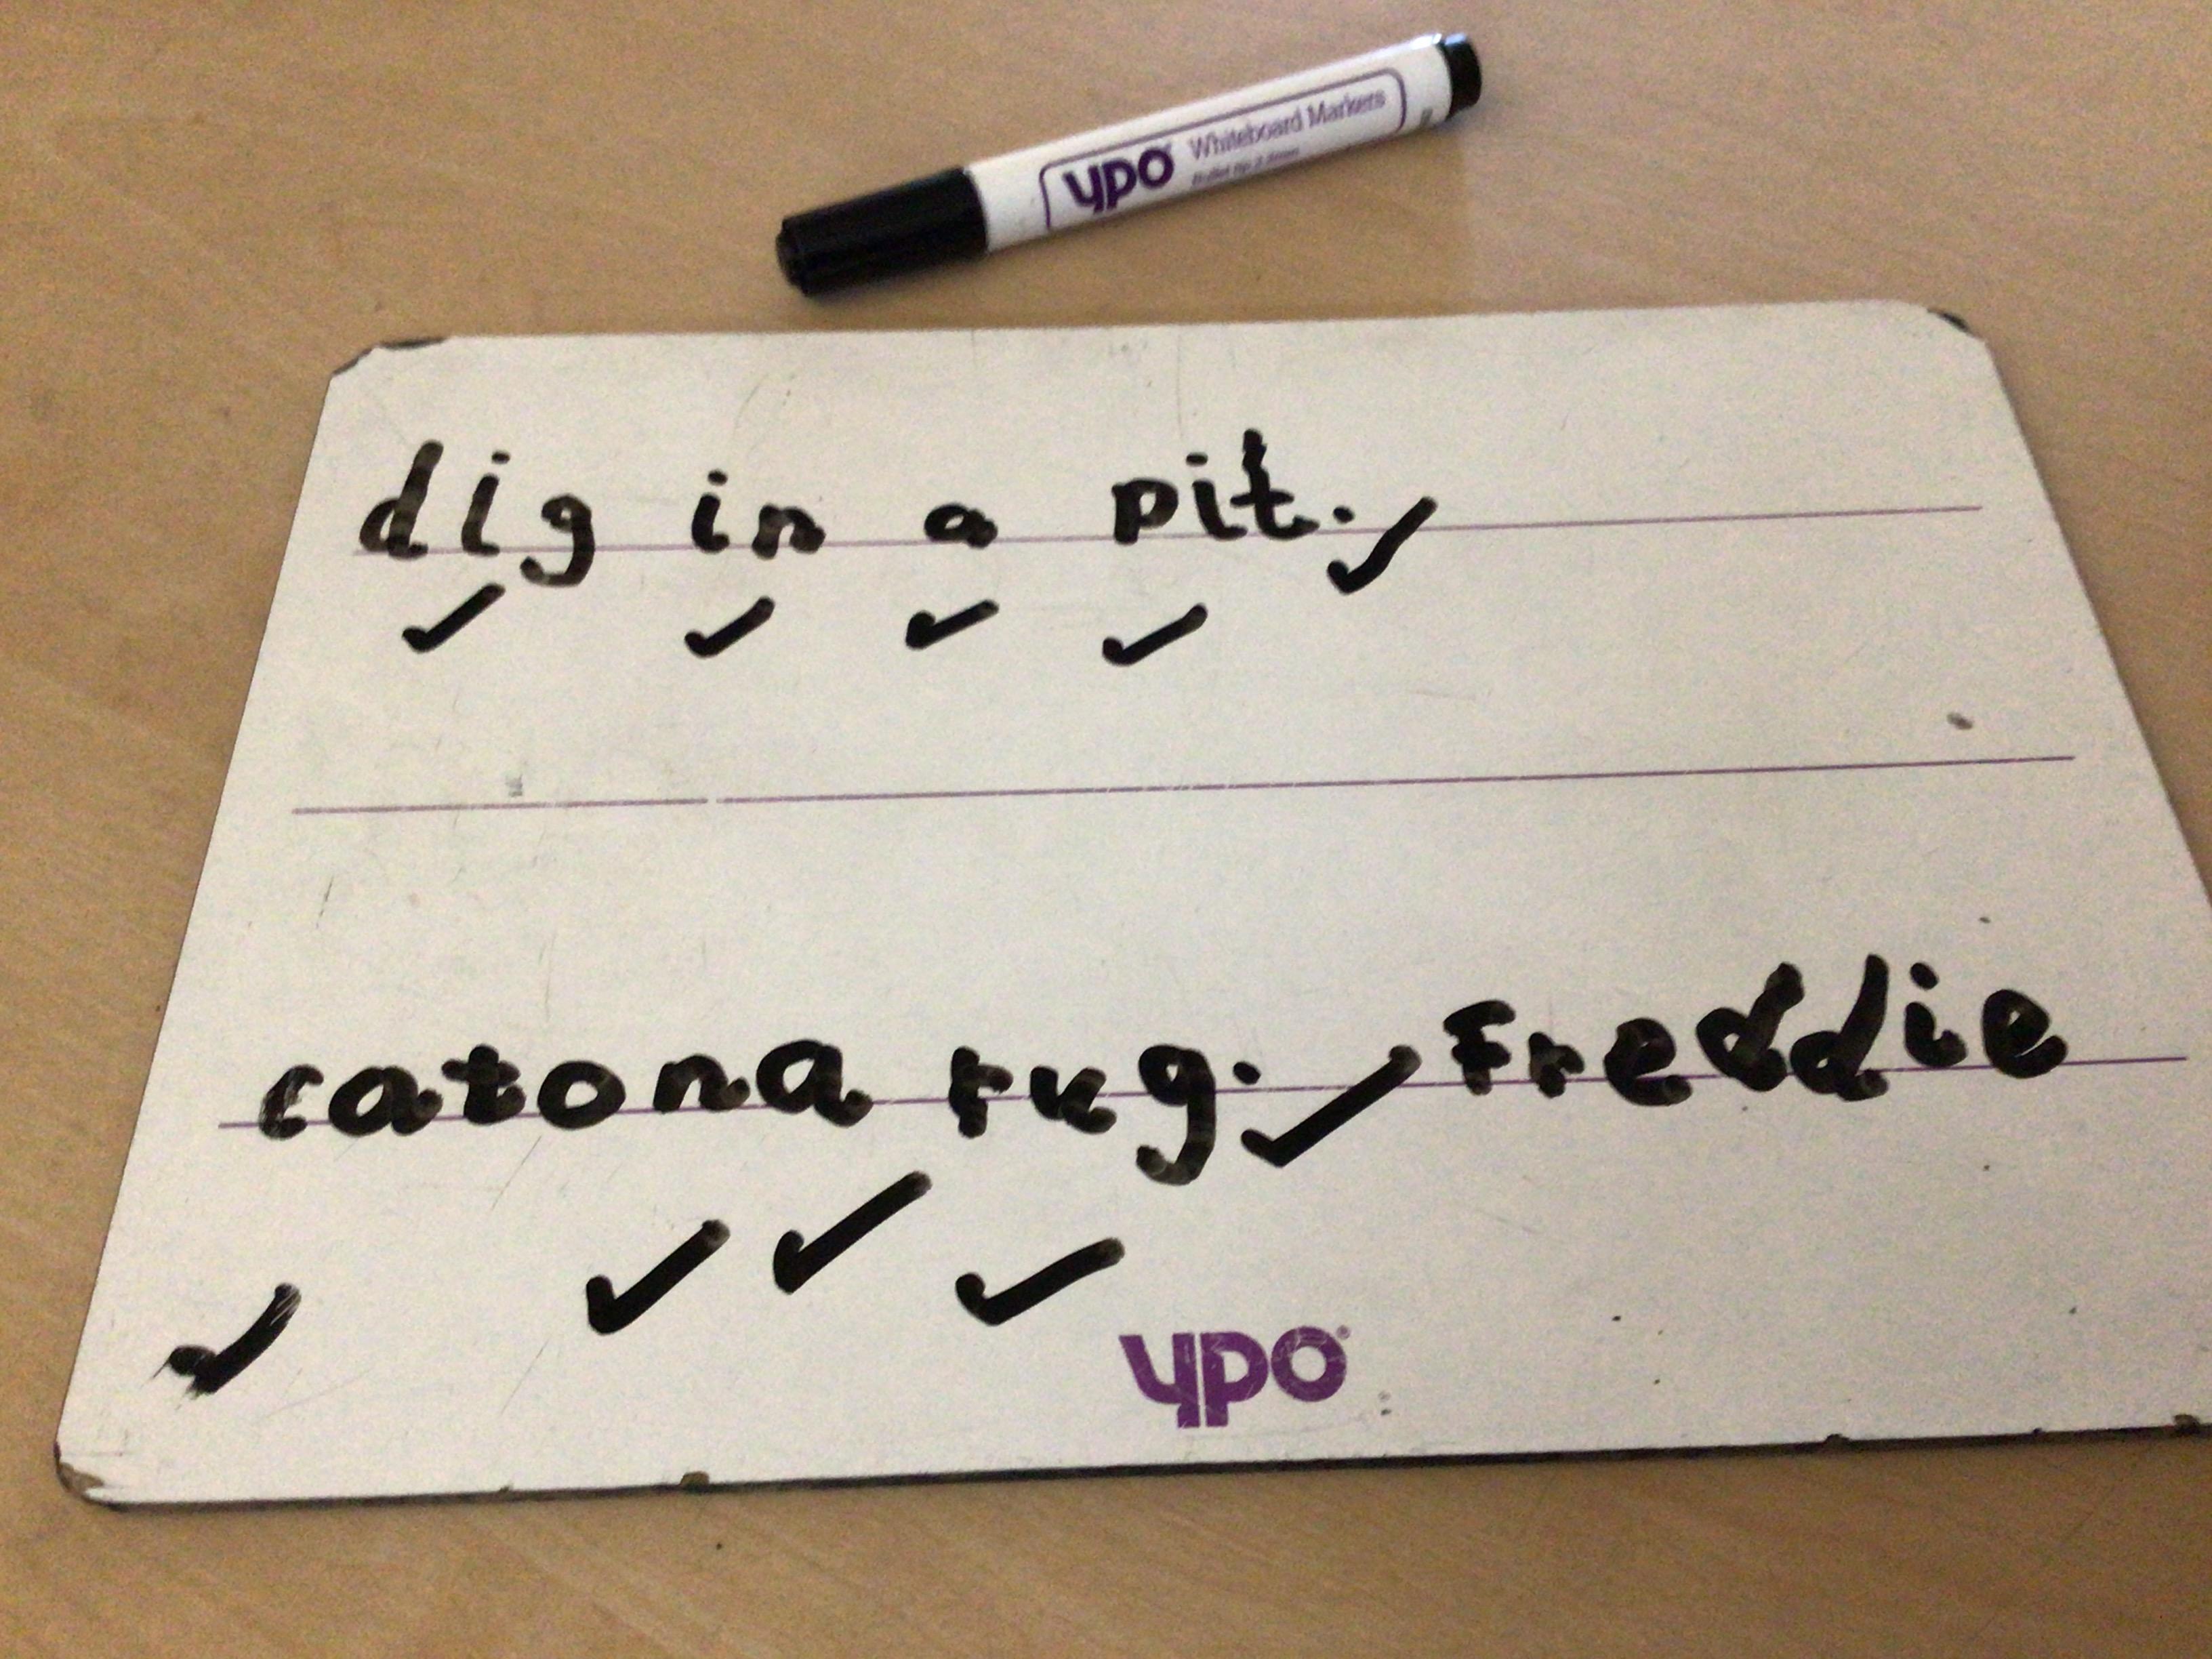 ypo Whiteboard Markers
dig in a pit.
catona rug. Freddie
ypo